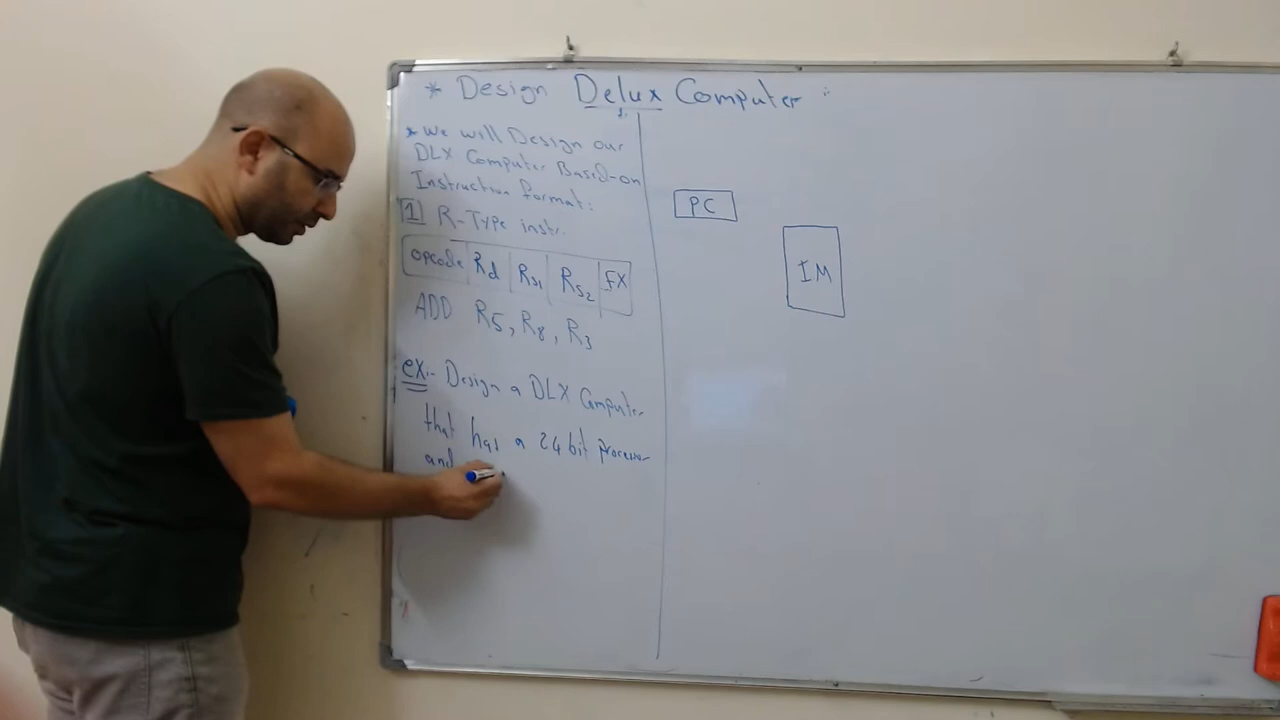 * Design Delux Computer :
* We will Design our
DLX Computer Based-on
Instruction format:
1 R-Type instr.
opcode Rd Rs1 Rs2 fx
ADD R5, R8, R3
ex:- Design a DLX Computer
that has a 24 bit processor
and
PC
IM